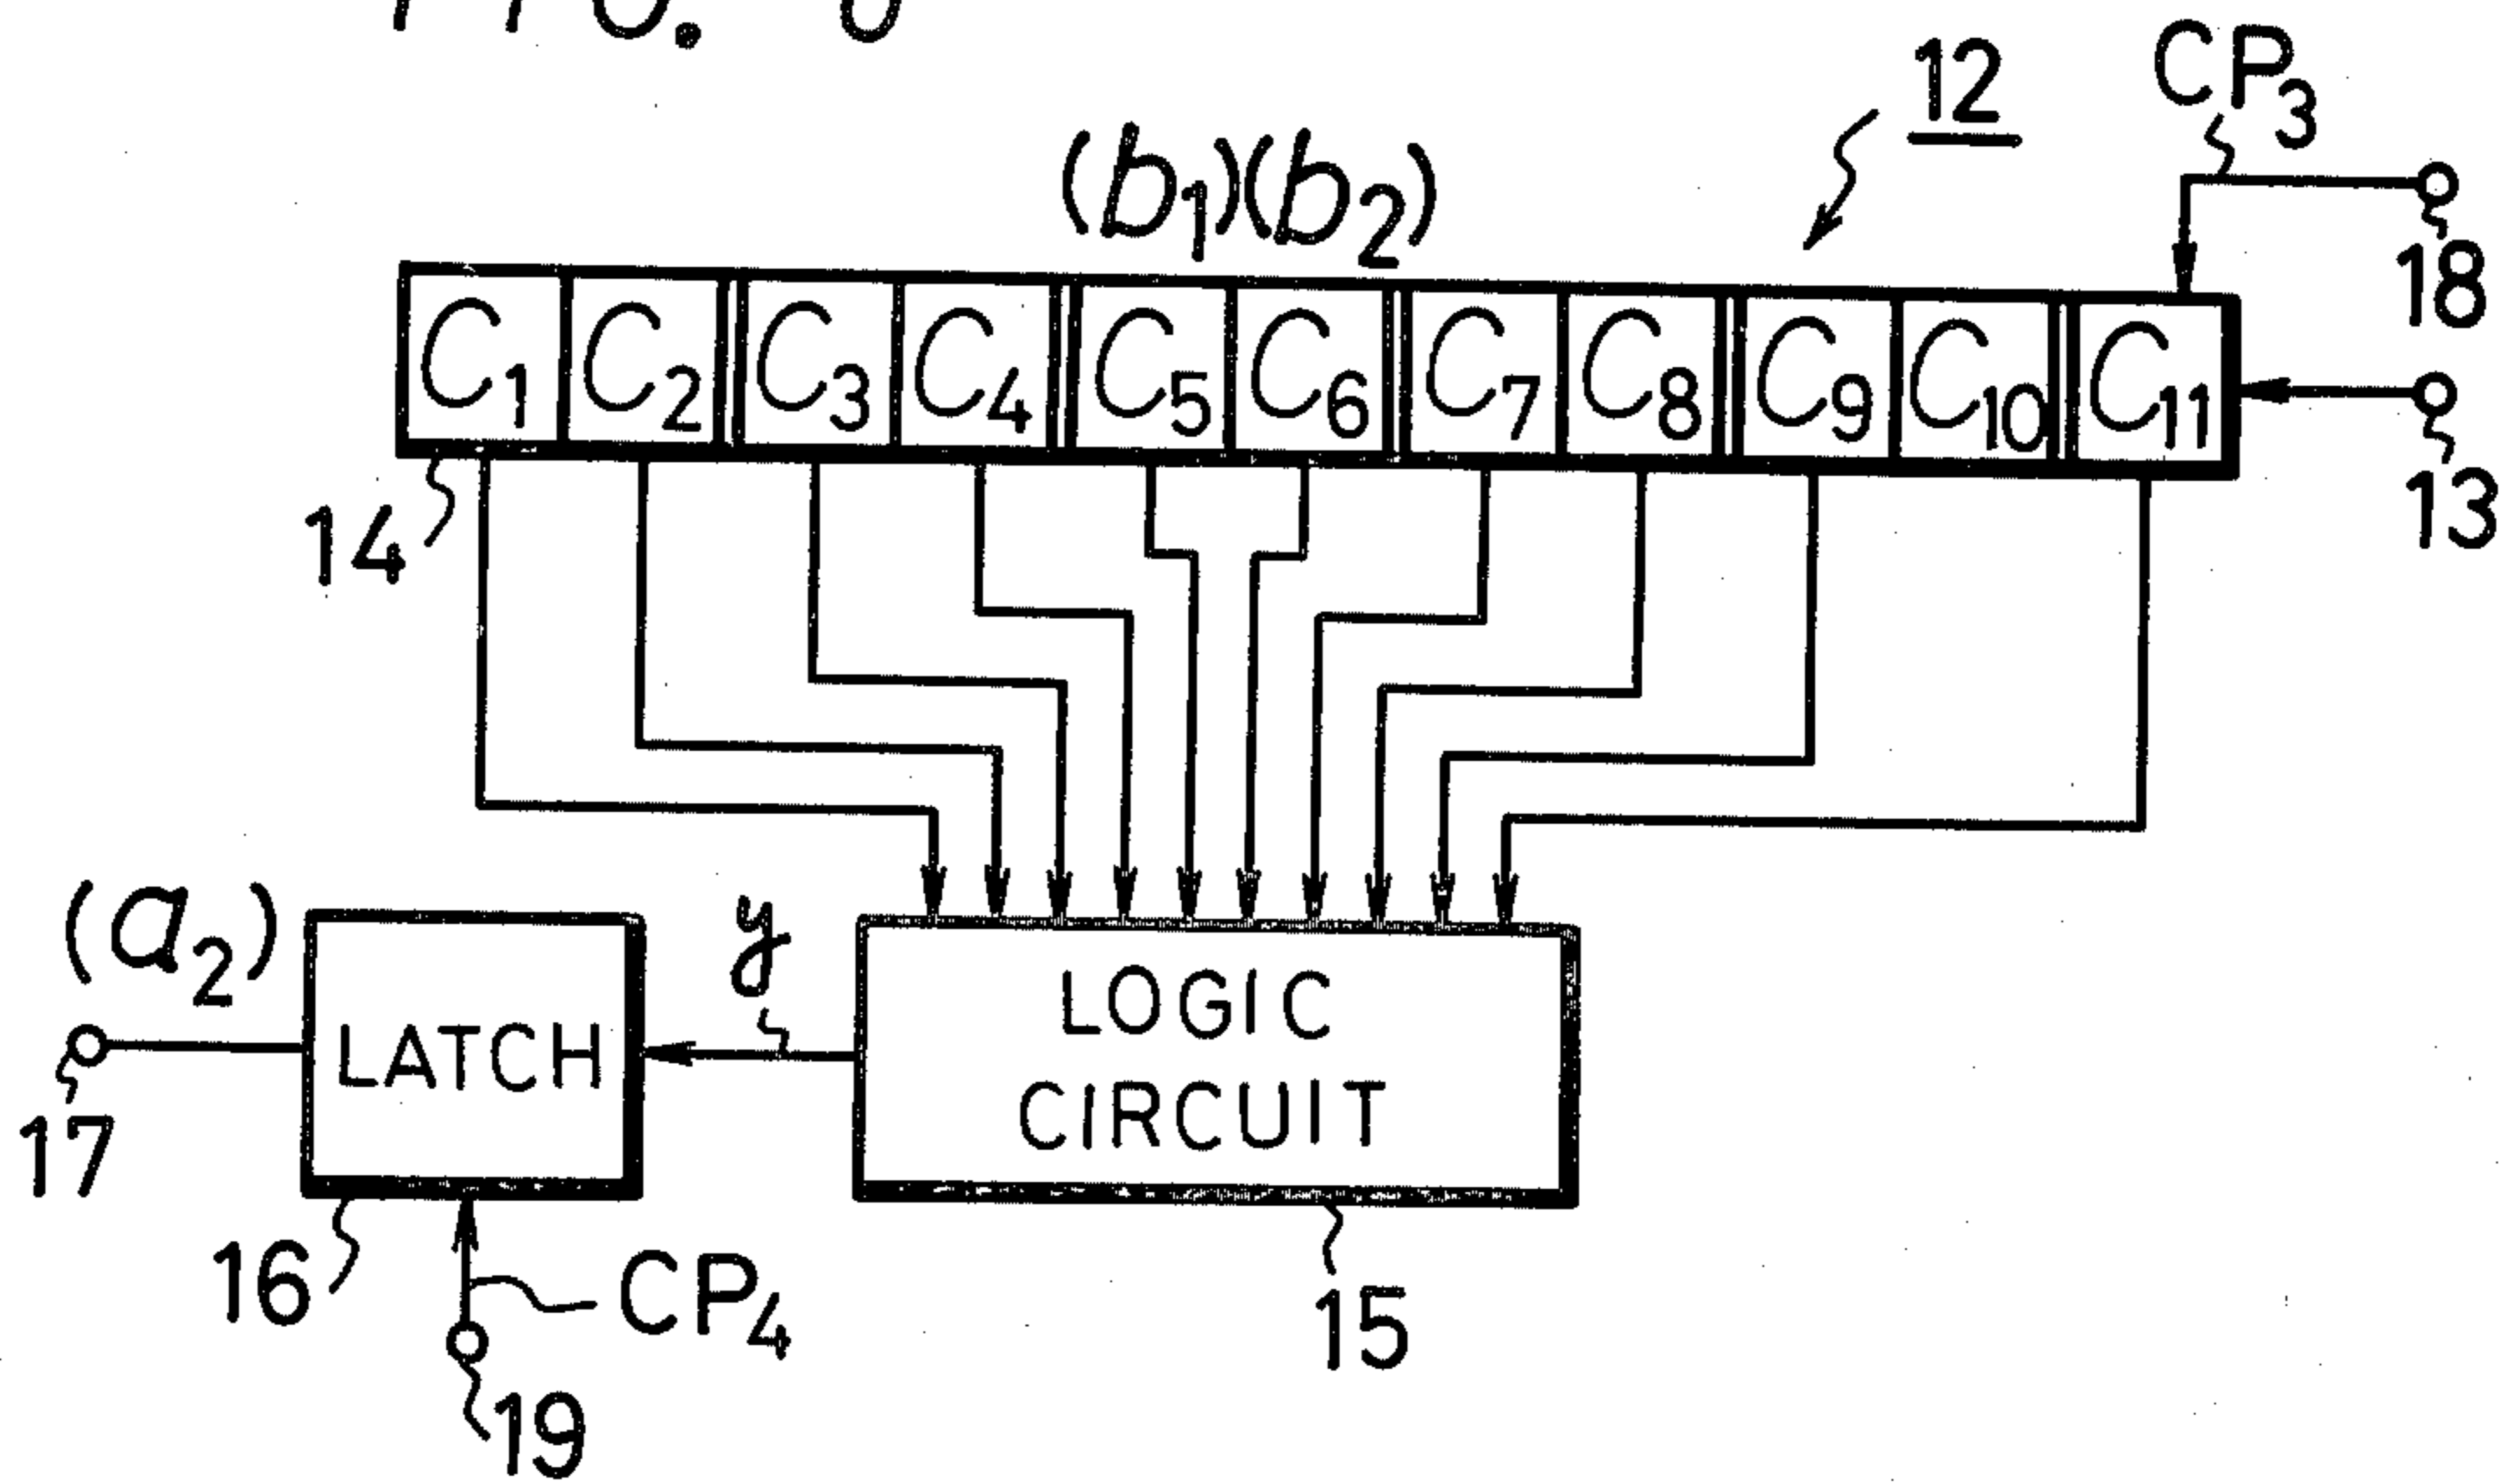 12
CP3
(b1)(b2)
18
C1 C2 C3 C4 C5 C6 C7 C8 C9 C10 C11
13
14
(a2)
y
LATCH
LOGIC
CIRCUIT
17
16
CP4
15
19